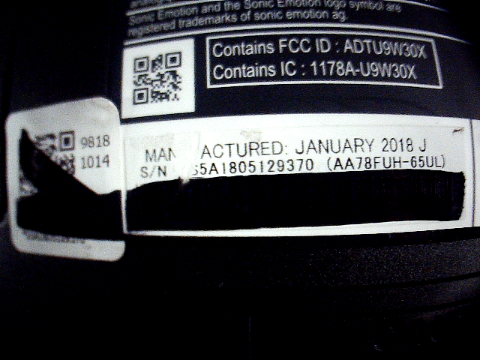 Sonic Emotion and the Sonic Emotion logo symbol are
registered trademarks of sonic emotion ag.
Contains FCC ID : ADTU9W30X
Contains IC : 1178A-U9W30X
9818
1014
MAN ACTURED: JANUARY 2018 J
S/N 5A1805129370 (AA78FUH-65UL)